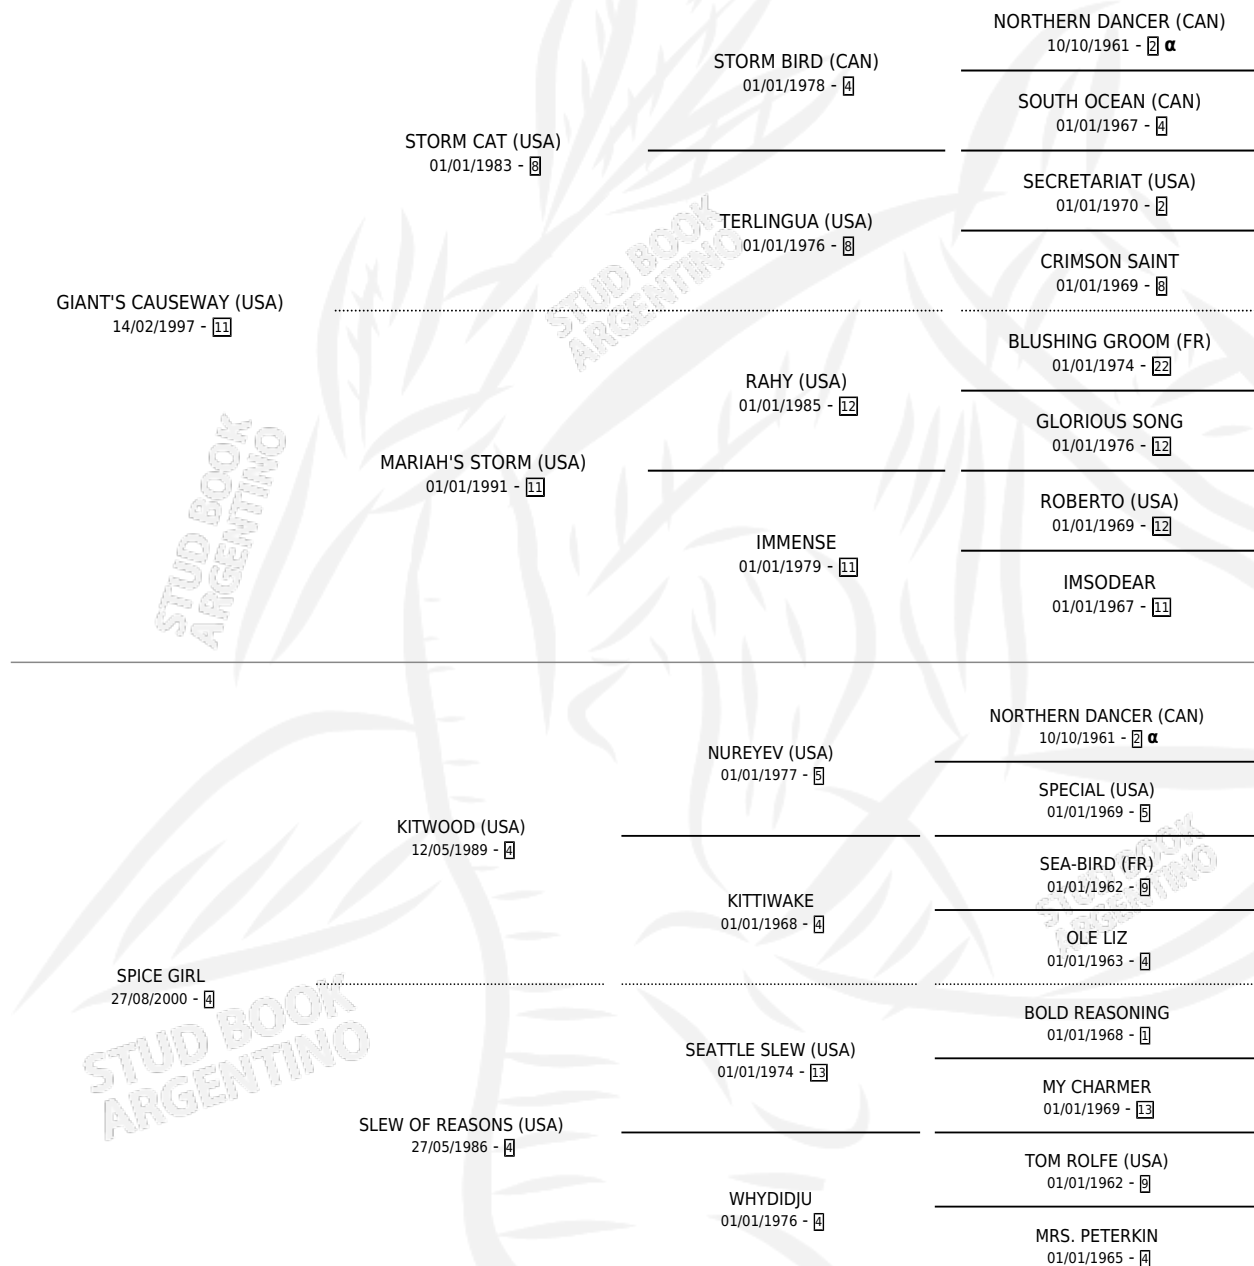 NORTHERN DANCER (CAN)
10/10/1961 - 2 α
STORM BIRD (CAN)
01/01/1978 - 4
SOUTH OCEAN (CAN)
01/01/1967 - 4
STORM CAT (USA)
01/01/1983 - 8
SECRETARIAT (USA)
01/01/1970 - 2
TERLINGUA (USA)
01/01/1976 - 8
CRIMSON SAINT
01/01/1969 - 8
STUD BOOK
ARGENTINO
GIANT'S CAUSEWAY (USA)
14/02/1997 - 11
BLUSHING GROOM (FR)
01/01/1974 - 22
RAHY (USA)
01/01/1985 - 12
GLORIOUS SONG
01/01/1976 - 12
MARIAH'S STORM (USA)
01/01/1991 - 11
ROBERTO (USA)
01/01/1969 - 12
IMMENSE
01/01/1979 - 11
IMSODEAR
01/01/1967 - 11
STUD BOOK
ARGENTINO
NORTHERN DANCER (CAN)
10/10/1961 - 2 α
NUREYEV (USA)
01/01/1977 - 5
SPECIAL (USA)
01/01/1969 - 5
KITWOOD (USA)
12/05/1989 - 4
SEA-BIRD (FR)
01/01/1962 - 9
KITTIWAKE
01/01/1968 - 4
OLE LIZ
01/01/1963 - 4
STUD BOOK
ARGENTINO
SPICE GIRL
27/08/2000 - 4
BOLD REASONING
01/01/1968 - 1
SEATTLE SLEW (USA)
01/01/1974 - 13
MY CHARMER
01/01/1969 - 13
STUD BOOK
ARGENTINO
SLEW OF REASONS (USA)
27/05/1986 - 4
TOM ROLFE (USA)
01/01/1962 - 9
WHYDIDJU
01/01/1976 - 4
MRS. PETERKIN
01/01/1965 - 4